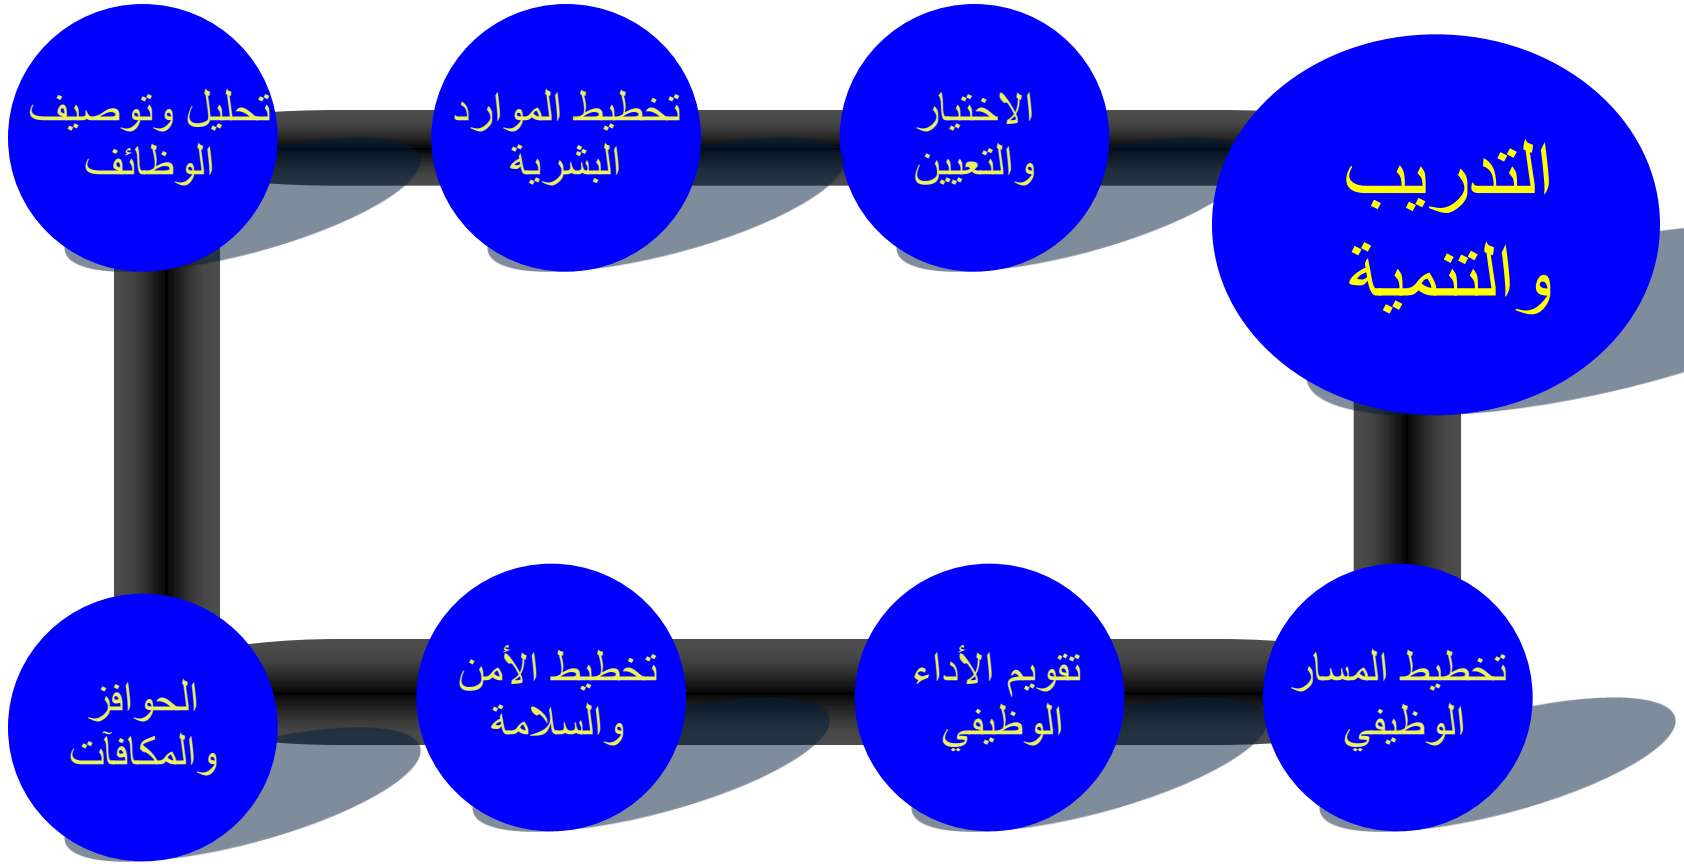 تحليل وتوصيف
الوظائف
تخطيط الموارد
البشرية
الاختيار
والتعيين
التدريب
والتنمية
تخطيط المسار
الوظيفي
تقويم الأداء
الوظيفي
تخطيط الأمن
والسلامة
الحوافز
والمكافآت